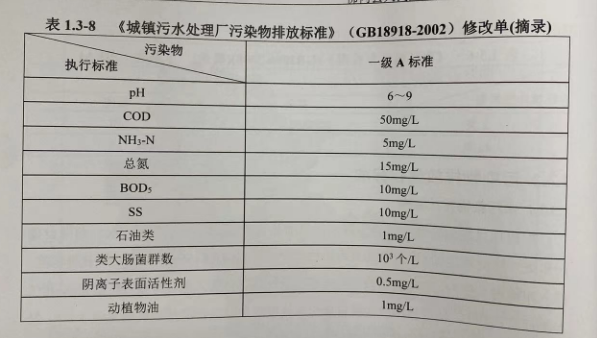 表 1.3-8 《城镇污水处理厂污染物排放标准》（GB18918-2002）修改单(摘录)
污染物
执行标准 一级 A 标准
pH 6～9
COD 50mg/L
NH₃-N 5mg/L
总氮 15mg/L
BOD₅ 10mg/L
SS 10mg/L
石油类 1mg/L
类大肠菌群数 10³个/L
阴离子表面活性剂 0.5mg/L
动植物油 1mg/L